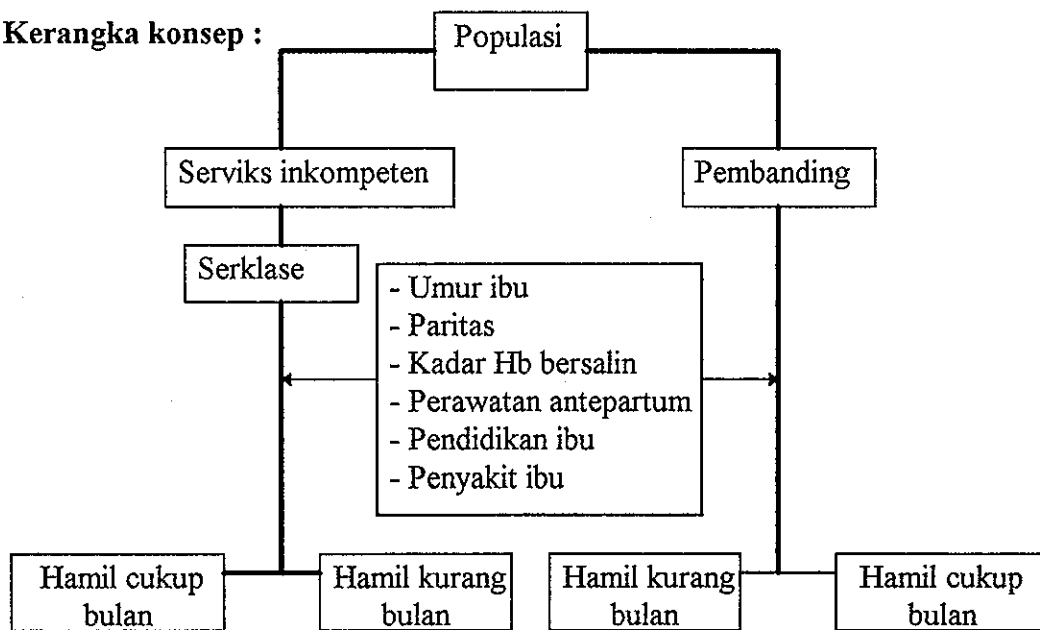 Kerangka konsep :
Populasi
Serviks inkompeten
Pembanding
Serklase
- Umur ibu
- Paritas
- Kadar Hb bersalin
- Perawatan antepartum
- Pendidikan ibu
- Penyakit ibu
Hamil cukup
bulan
Hamil kurang
bulan
Hamil kurang
bulan
Hamil cukup
bulan